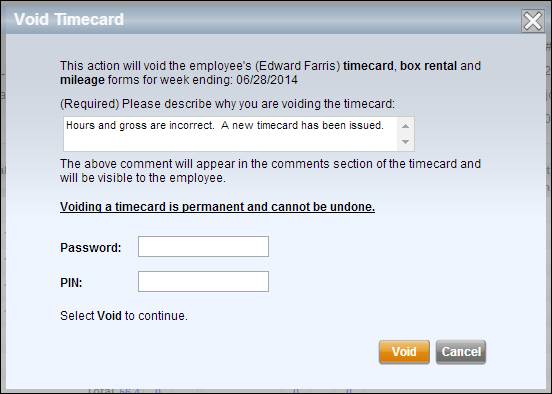 Void Timecard
This action will void the employee's (Edward Farris) timecard, box rental and
mileage forms for week ending: 06/28/2014
(Required) Please describe why you are voiding the timecard:
Hours and gross are incorrect.  A new timecard has been issued.
The above comment will appear in the comments section of the timecard and
will be visible to the employee.
Voiding a timecard is permanent and cannot be undone.
Password:
PIN:
Select Void to continue.
Void Cancel